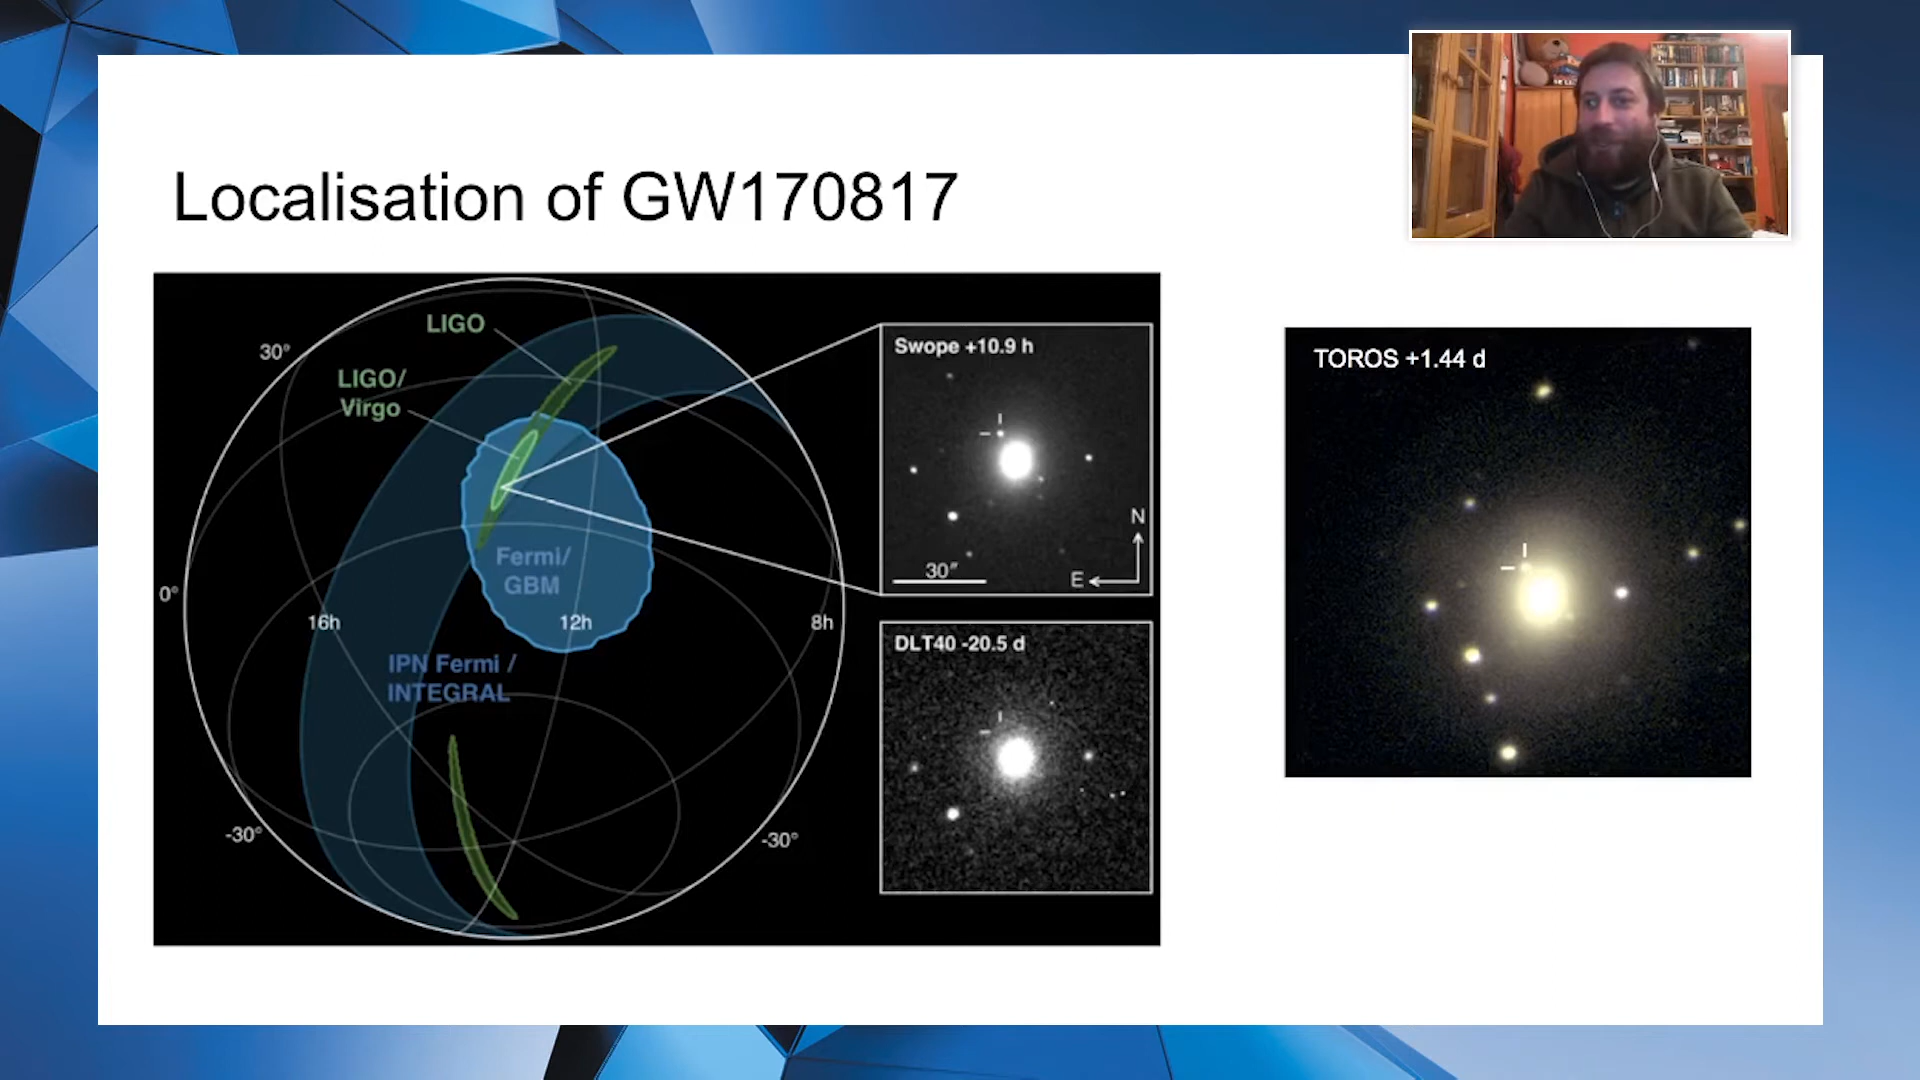 Localisation of GW170817
LIGO
30°
LIGO/
Virgo
Fermi/
GBM
0°
16h
12h
8h
IPN Fermi /
INTEGRAL
-30°
-30°
Swope +10.9 h
N
30″
E
DLT40 -20.5 d
TOROS +1.44 d